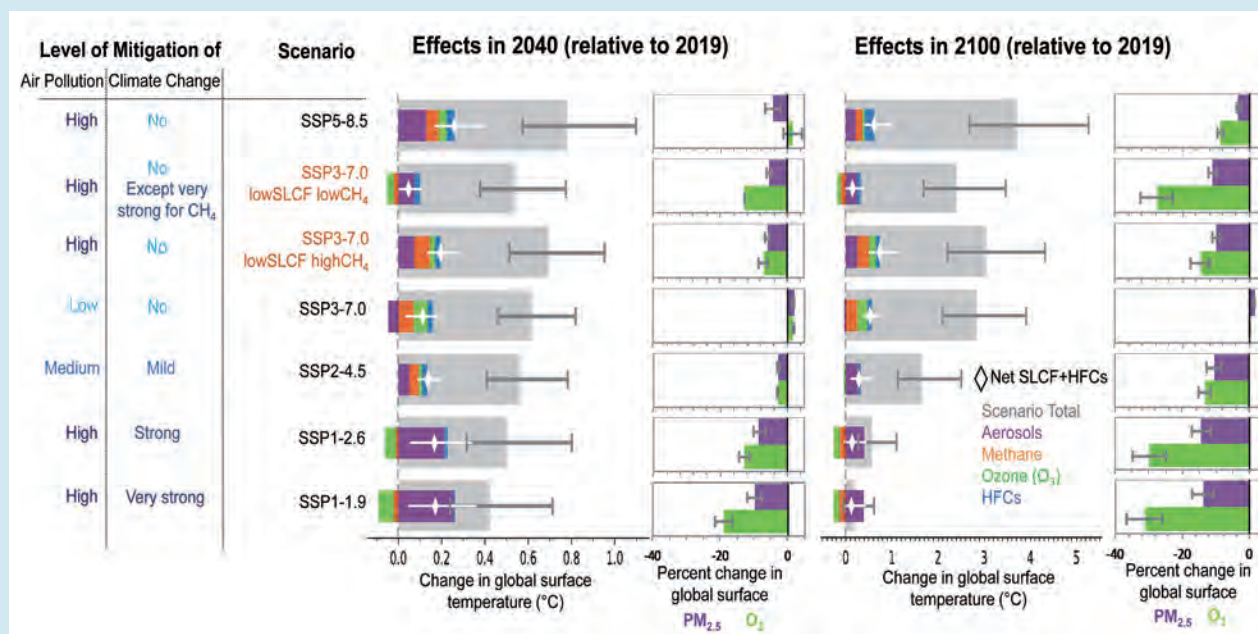 Level of Mitigation of
Scenario
Effects in 2040 (relative to 2019)
Effects in 2100 (relative to 2019)
Air Pollution
Climate Change
High
No
SSP5-8.5
High
No
Except very
strong for CH₄
SSP3-7.0
lowSLCF lowCH₄
High
No
SSP3-7.0
lowSLCF highCH₄
Low
No
SSP3-7.0
Medium
Mild
SSP2-4.5
High
Strong
SSP1-2.6
High
Very strong
SSP1-1.9
Net SLCF+HFCs
Scenario Total
Aerosols
Methane
Ozone (O₃)
HFCs
0.0 0.2 0.4 0.6 0.8 1.0
-40 -20 0
0 1 2 3 4 5
-40 -20 0
Change in global surface
temperature (°C)
Percent change in
global surface
PM₂.₅ O₃
Change in global surface
temperature (°C)
Percent change in
global surface
PM₂.₅ O₃